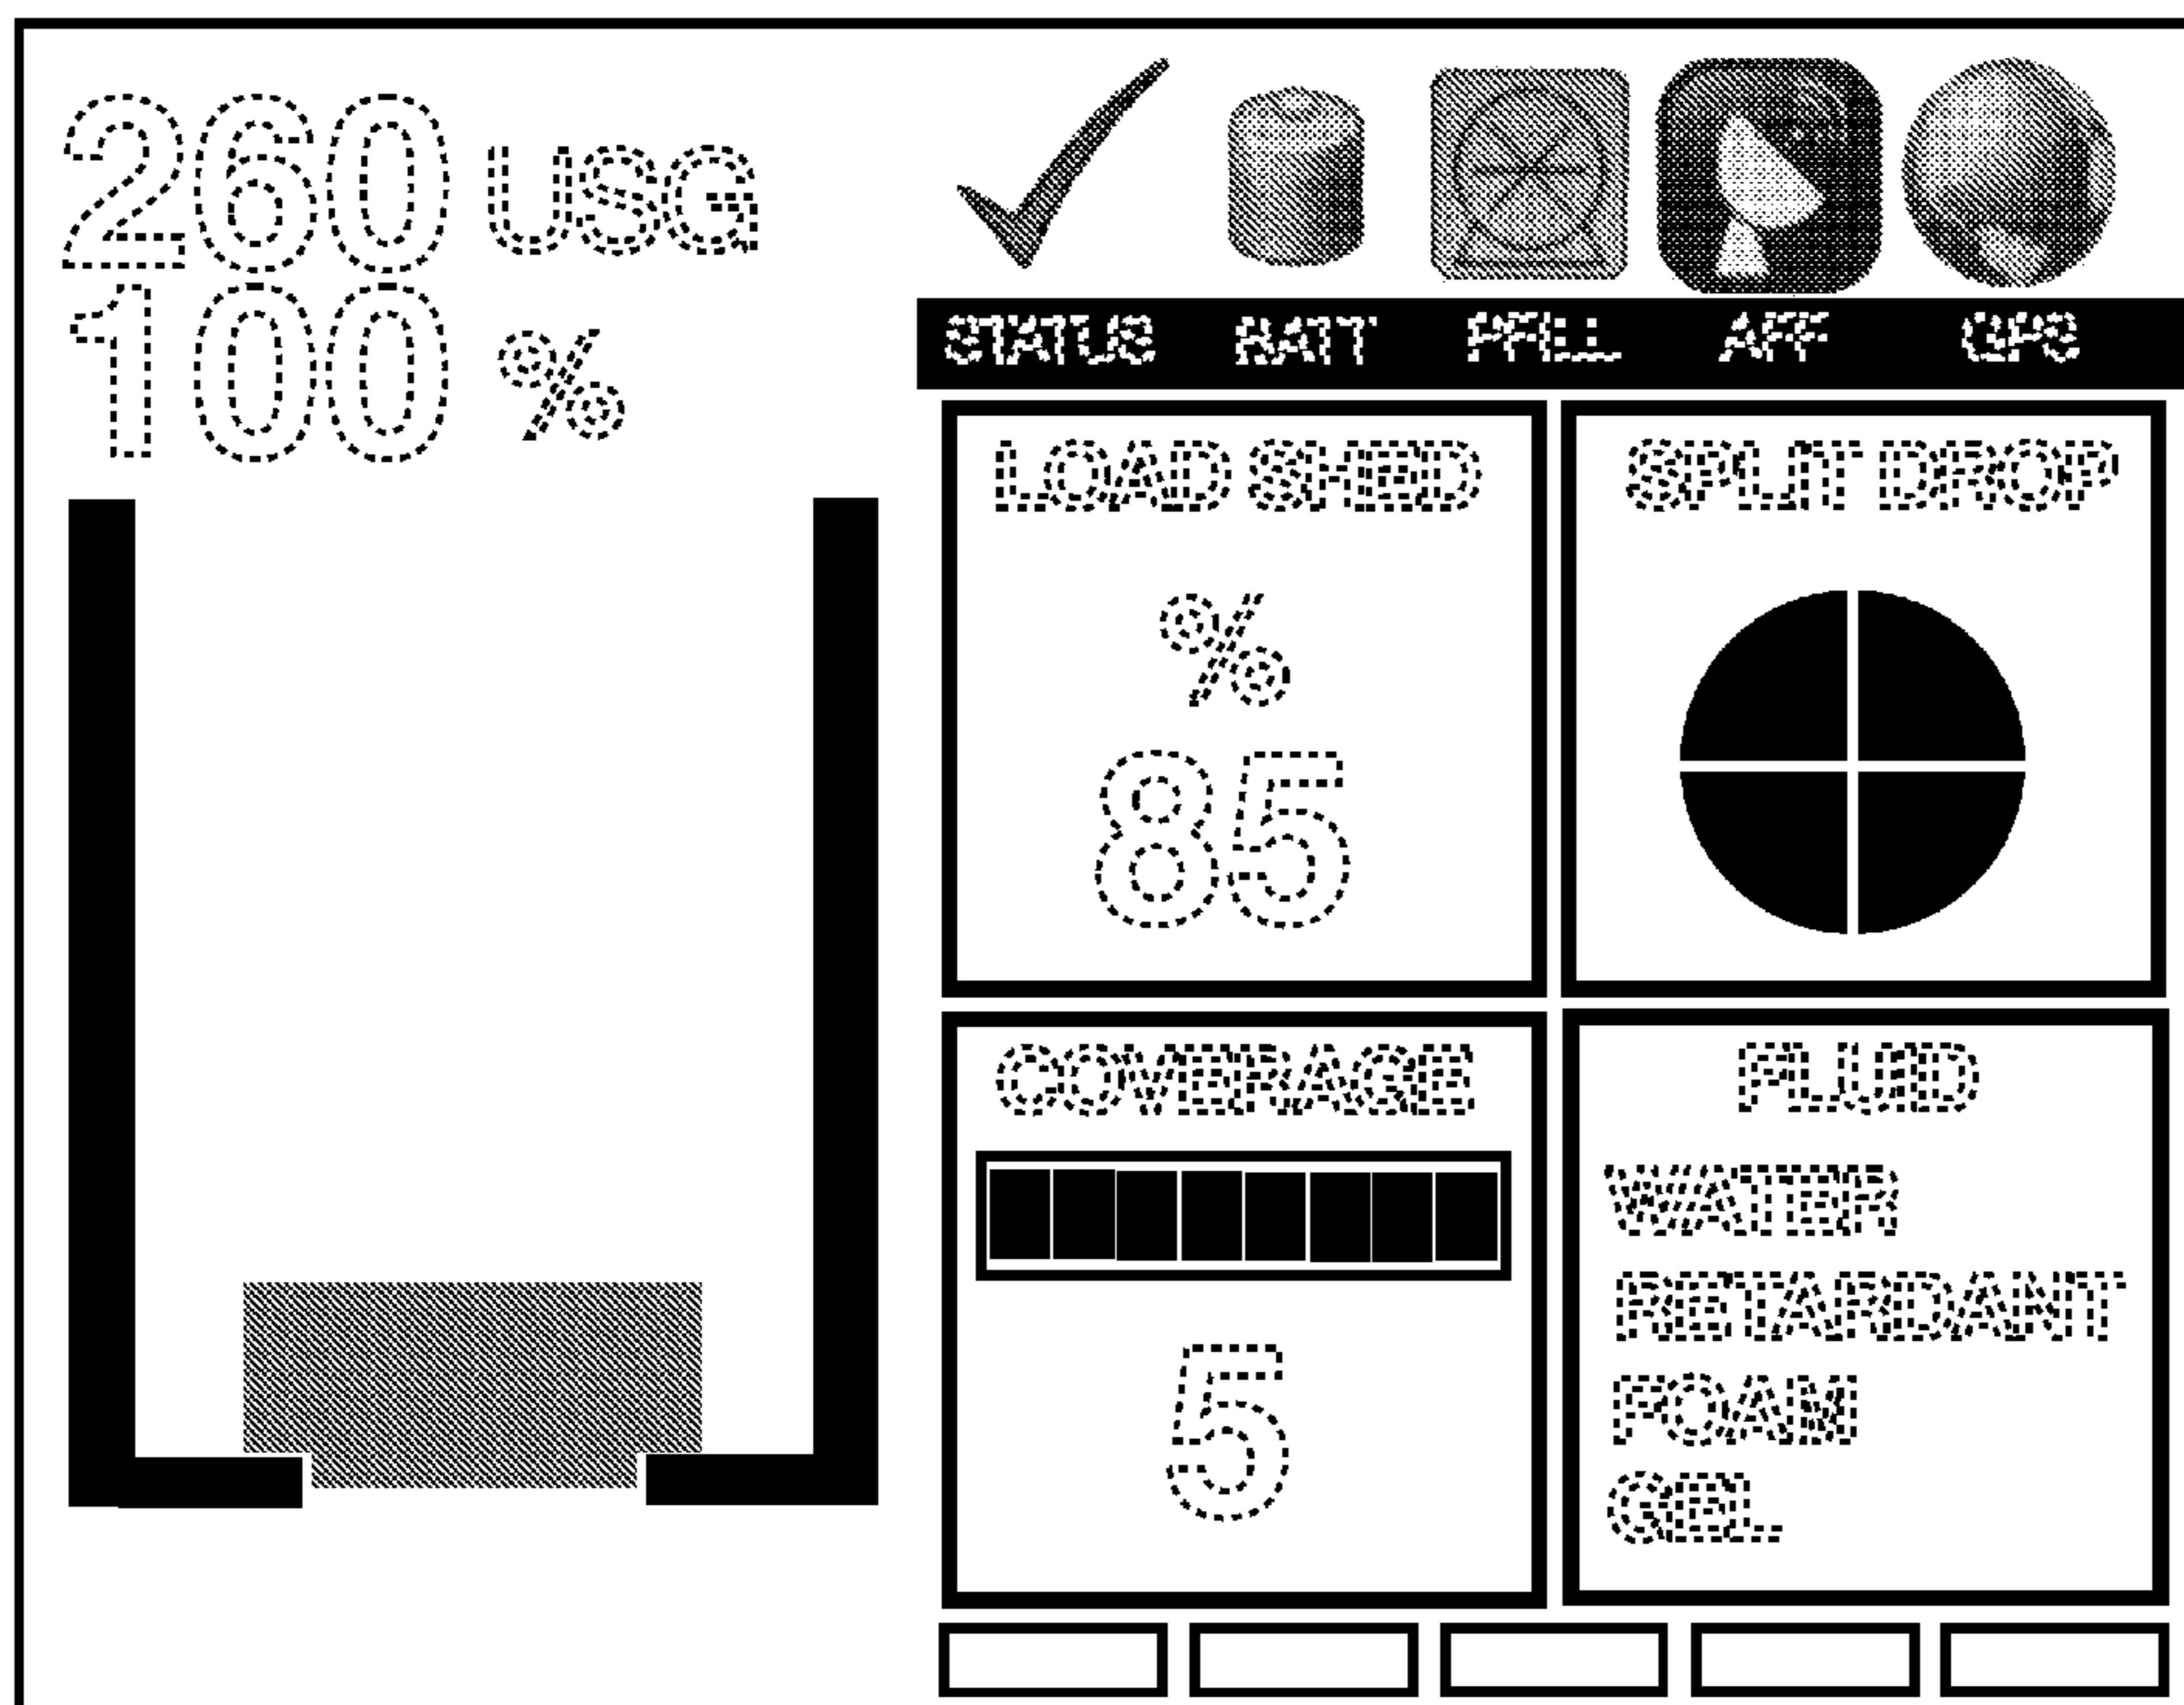 260 USG
100 %
STATUS BATT PFILL AFF GPS
LOAD SHED
%
85
SPLIT DROP
COVERAGE
5
FLUID
WATER
RETARDANT
FOAM
GEL